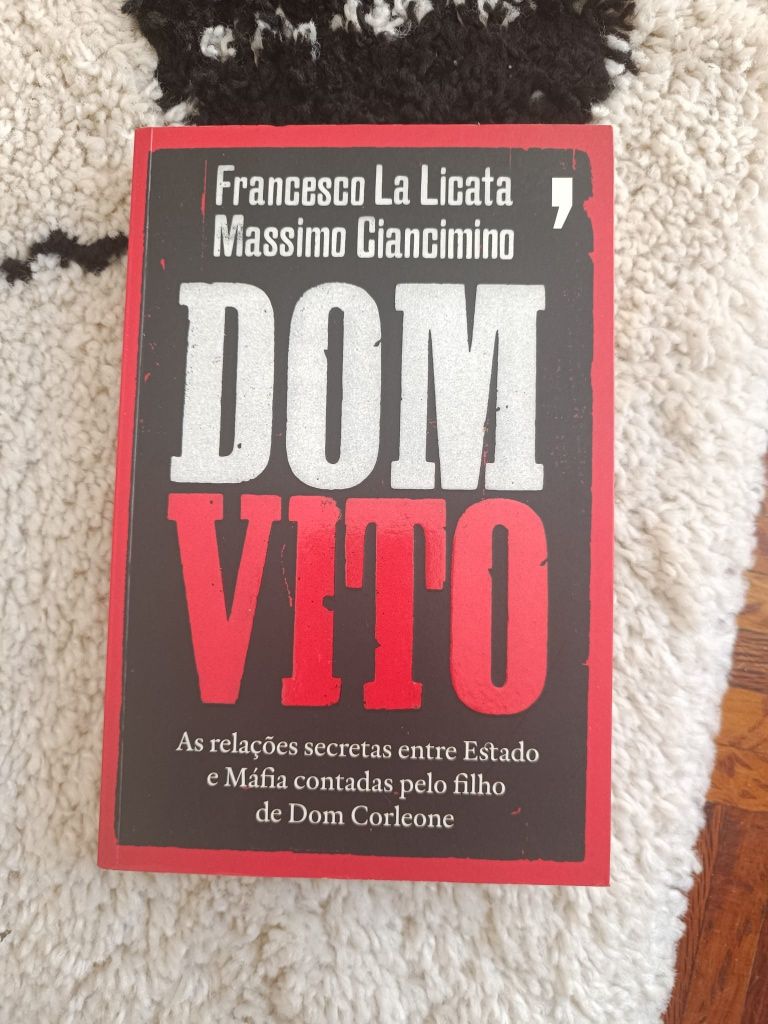 Francesco La Licata
Massimo Ciancimino
,
DOM
VITO
As relações secretas entre Estado
e Máfia contadas pelo filho
de Dom Corleone